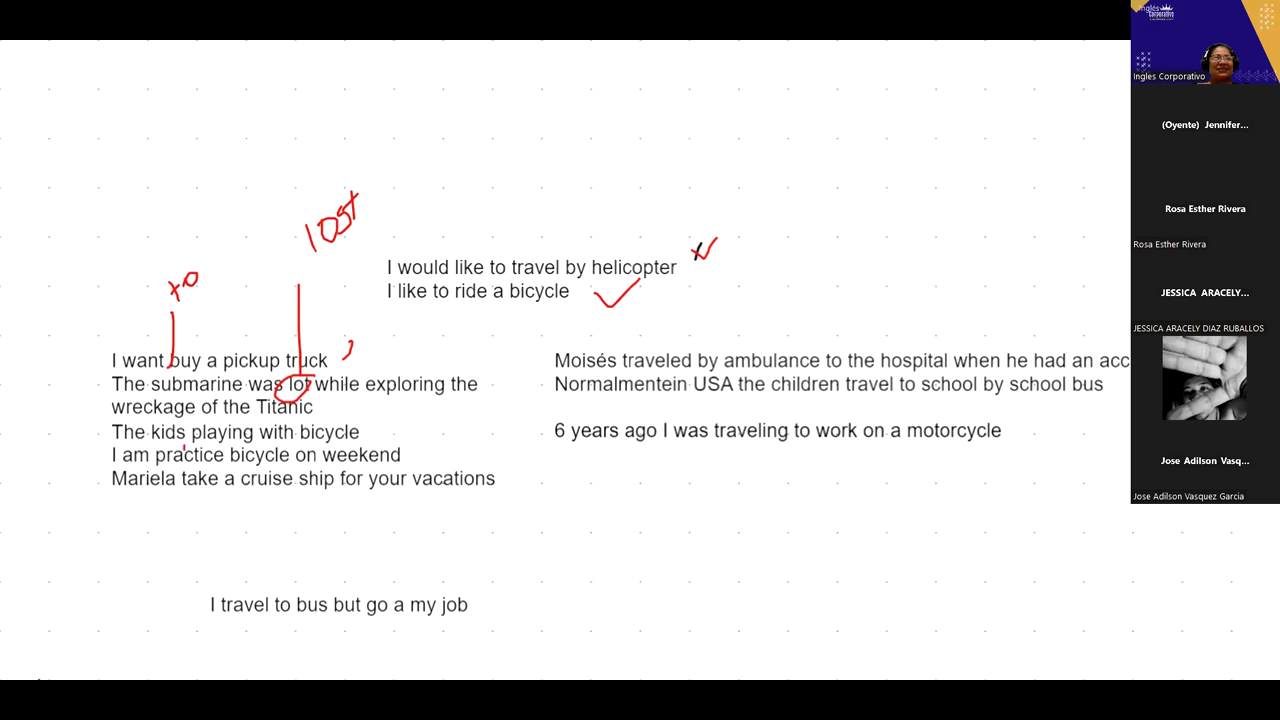 Inglés
corporativo
Ingles Corporativo
(Oyente) Jennifer...
Rosa Esther Rivera
Rosa Esther Rivera
JESSICA ARACELY...
JESSICA ARACELY DIAZ RUBALLOS
Jose Adilson Vasq...
Jose Adilson Vasquez Garcia
lost
to
I would like to travel by helicopter
I like to ride a bicycle
I want buy a pickup truck
The submarine was lot while exploring the
wreckage of the Titanic
The kids playing with bicycle
I am practice bicycle on weekend
Mariela take a cruise ship for your vacations
Moisés traveled by ambulance to the hospital when he had an acc
Normalmentein USA the children travel to school by school bus
6 years ago I was traveling to work on a motorcycle
I travel to bus but go a my job